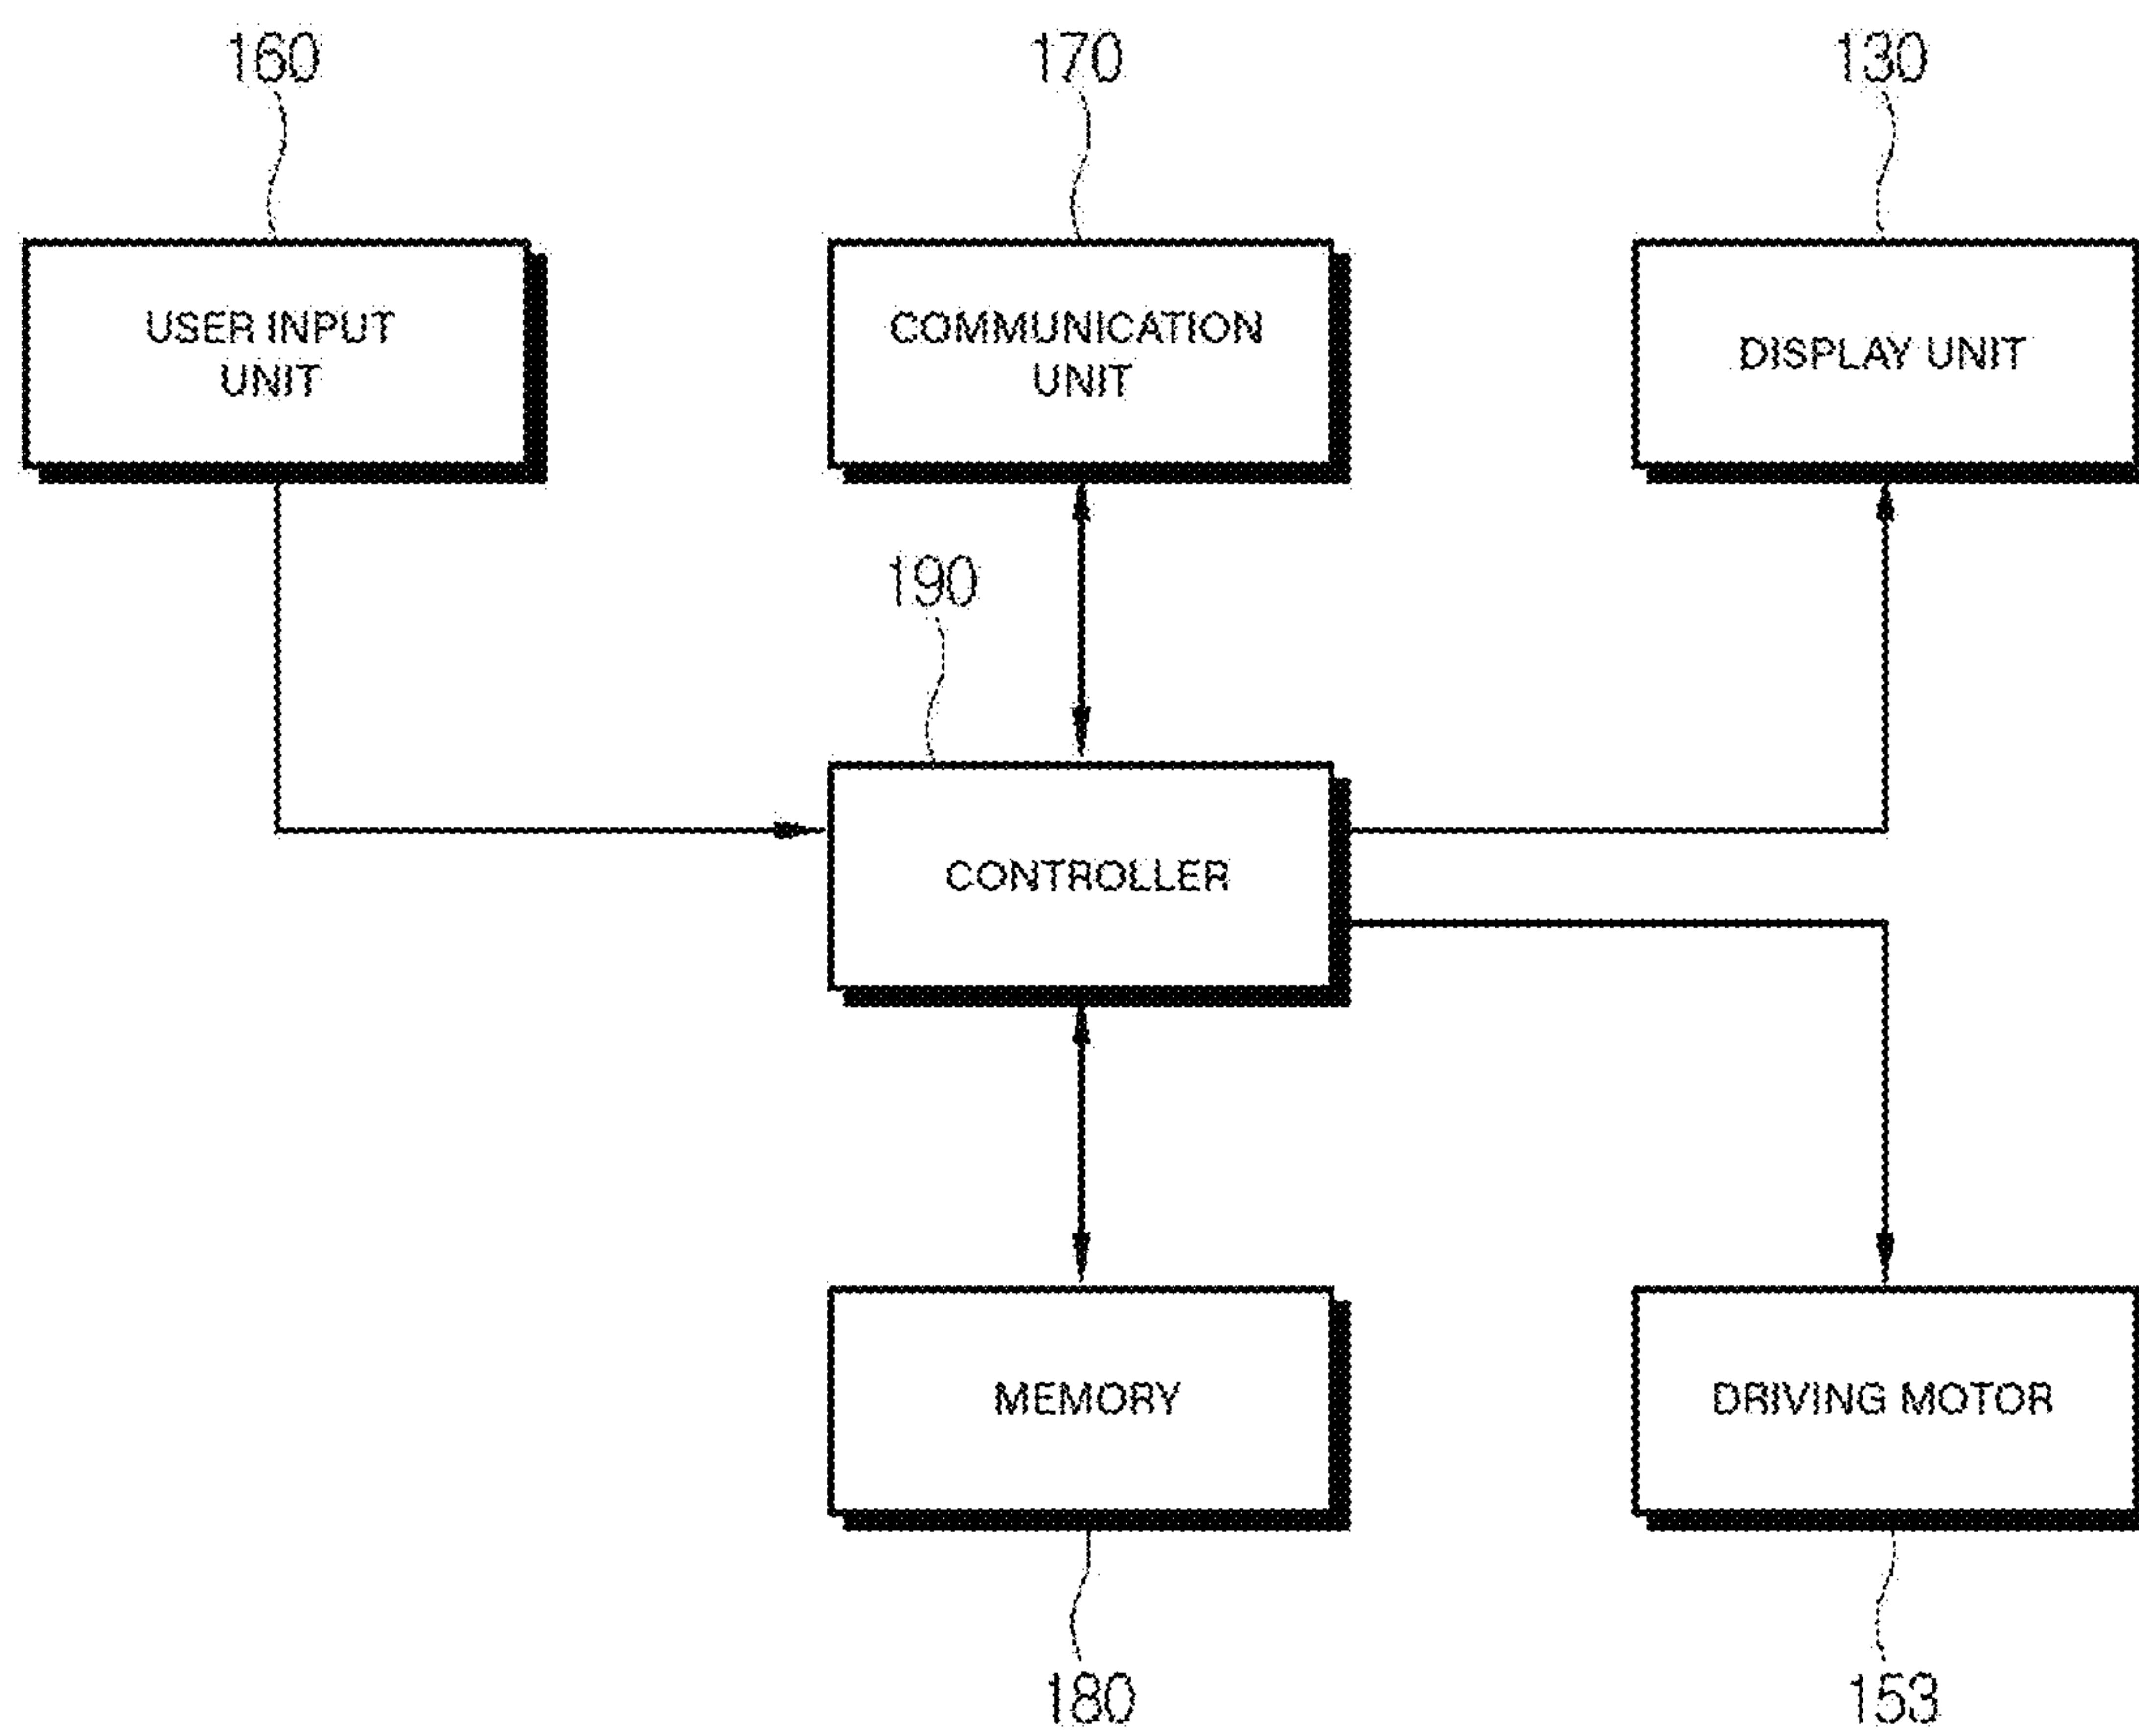 160
170
130
USER INPUT
UNIT
COMMUNICATION
UNIT
DISPLAY UNIT
190
CONTROLLER
MEMORY
DRIVING MOTOR
180
153